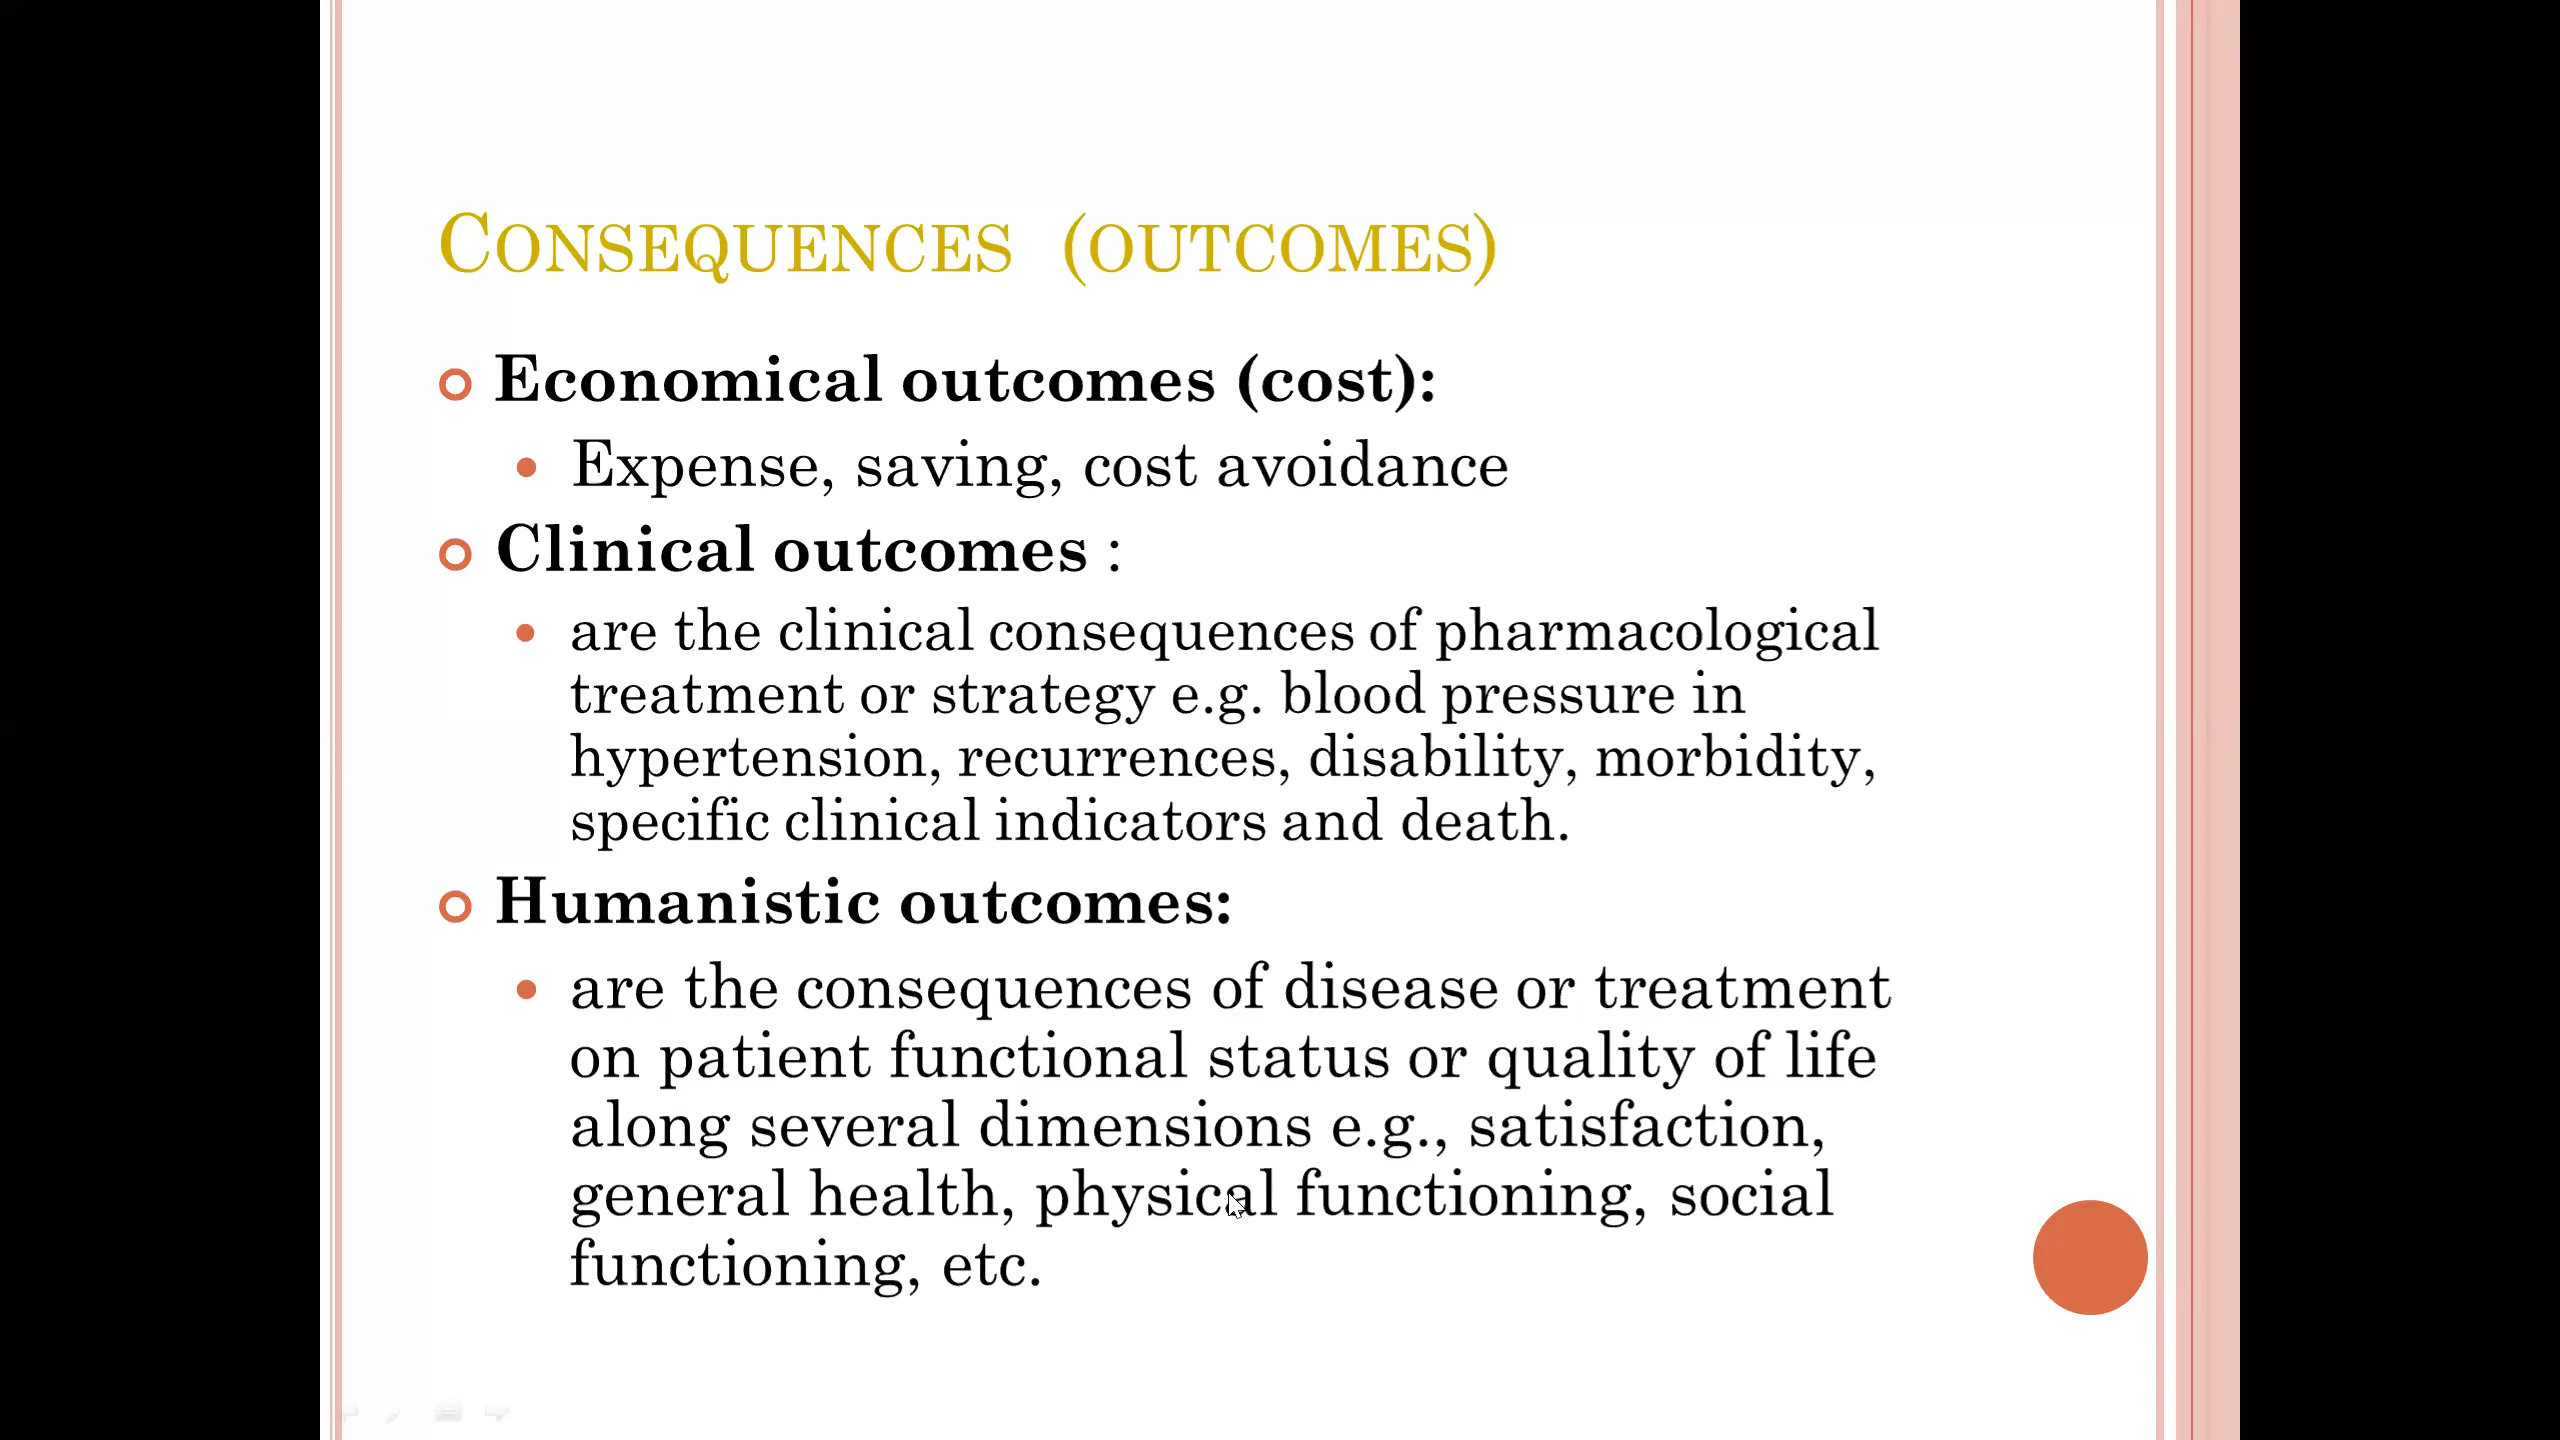 CONSEQUENCES (OUTCOMES)
Economical outcomes (cost):
Expense, saving, cost avoidance
Clinical outcomes :
are the clinical consequences of pharmacological
treatment or strategy e.g. blood pressure in
hypertension, recurrences, disability, morbidity,
specific clinical indicators and death.
Humanistic outcomes:
are the consequences of disease or treatment
on patient functional status or quality of life
along several dimensions e.g., satisfaction,
general health, physical functioning, social
functioning, etc.